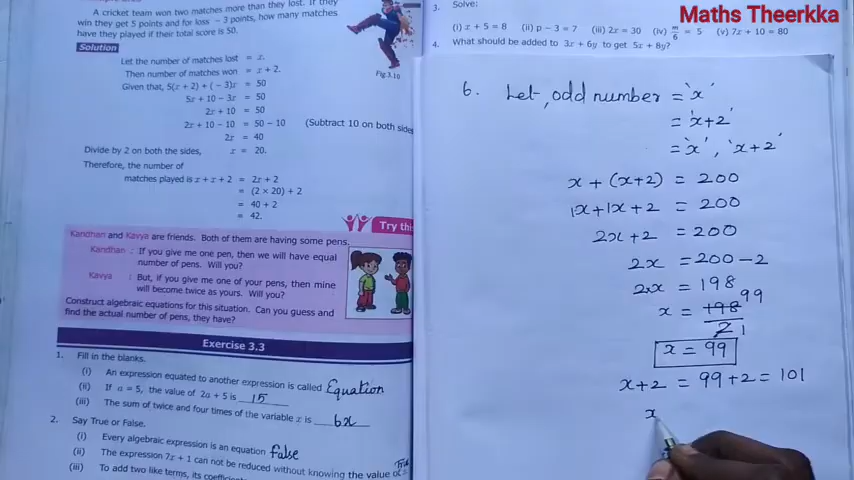 A cricket team won two matches more than they lost. If they
win they get 5 points and for loss − 3 points, how many matches
have they played if their total score is 50.
Solution
Let the number of matches lost = x.
Then number of matches won = x + 2.
Given that, 5(x + 2) + (−3)x = 50
5x + 10 − 3x = 50
2x + 10 = 50
2x + 10 − 10 = 50 − 10 (Subtract 10 on both sides
2x = 40
Divide by 2 on both the sides, x = 20.
Therefore, the number of
matches played is x + x + 2 = 2x + 2
= (2 × 20) + 2
= 40 + 2
= 42.
Fig 3.10
Try thi
Kandhan and Kavya are friends. Both of them are having some pens.
Kandhan : If you give me one pen, then we will have equal
number of pens. Will you?
Kavya : But, if you give me one of your pens, then mine
will become twice as yours. Will you?
Construct algebraic equations for this situation. Can you guess and
find the actual number of pens, they have?
Exercise 3.3
1. Fill in the blanks.
(i) An expression equated to another expression is called Equation
(ii) If a = 5, the value of 2a + 5 is 15
(iii) The sum of twice and four times of the variable x is 6x
2. Say True or False.
(i) Every algebraic expression is an equation false
(ii) The expression 7x + 1 can not be reduced without knowing the value of True
(iii) To add two like terms, its coeffici
Maths Theerkka
3. Solve:
(i) x + 5 = 8 (ii) p − 3 = 7 (iii) 2x = 30 (iv) m/6 = 5 (v) 7x + 10 = 80
4. What should be added to 3x + 6y to get 5x + 8y?
6. Let, odd number = 'x'
= 'x+2'
= 'x', 'x+2'
x + (x+2) = 200
1x+1x+2 = 200
2x+2 = 200
2x = 200−2
2x = 198
x = 198/2 99 1
x = 99
x+2 = 99+2 = 101
x